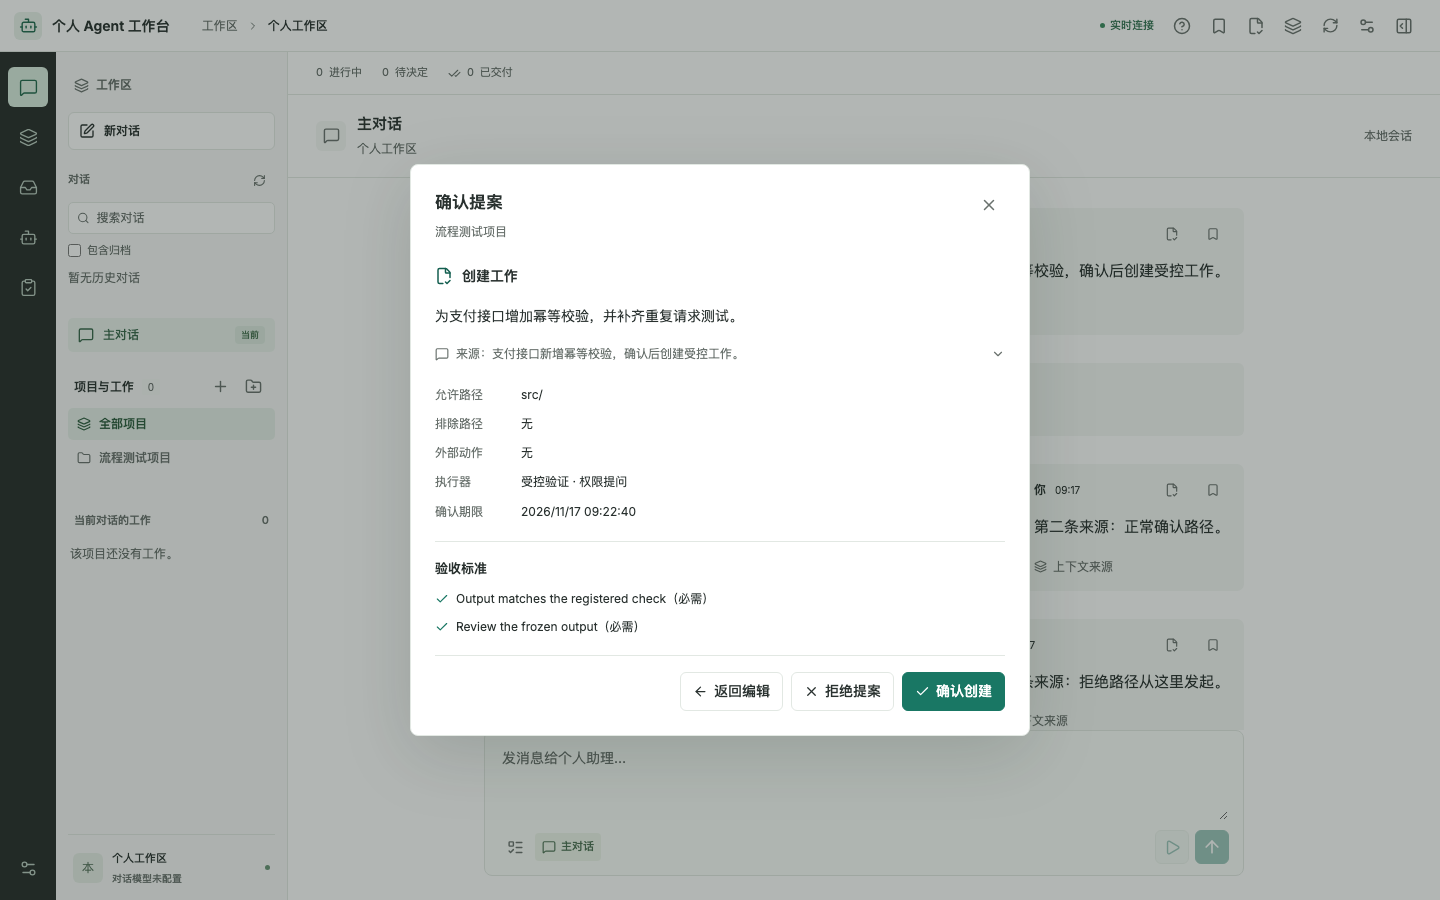 个人 Agent 工作台
工作区 > 个人工作区
实时连接
工作区
新对话
对话
搜索对话
包含归档
暂无历史对话
主对话 当前
项目与工作 0
全部项目
流程测试项目
当前对话的工作 0
该项目还没有工作。
本 个人工作区
对话模型未配置
0 进行中 0 待决定 0 已交付
主对话
个人工作区
本地会话
确认提案
流程测试项目
创建工作
为支付接口增加幂等校验，并补齐重复请求测试。
来源：支付接口新增幂等校验，确认后创建受控工作。
允许路径 src/
排除路径 无
外部动作 无
执行器 受控验证 · 权限提问
确认期限 2026/11/17 09:22:40
验收标准
Output matches the registered check（必需）
Review the frozen output（必需）
返回编辑 拒绝提案 确认创建
校验，确认后创建受控工作。
你 09:17
第二条来源：正常确认路径。
上下文来源
7
来源：拒绝路径从这里发起。
文来源
发消息给个人助理...
主对话